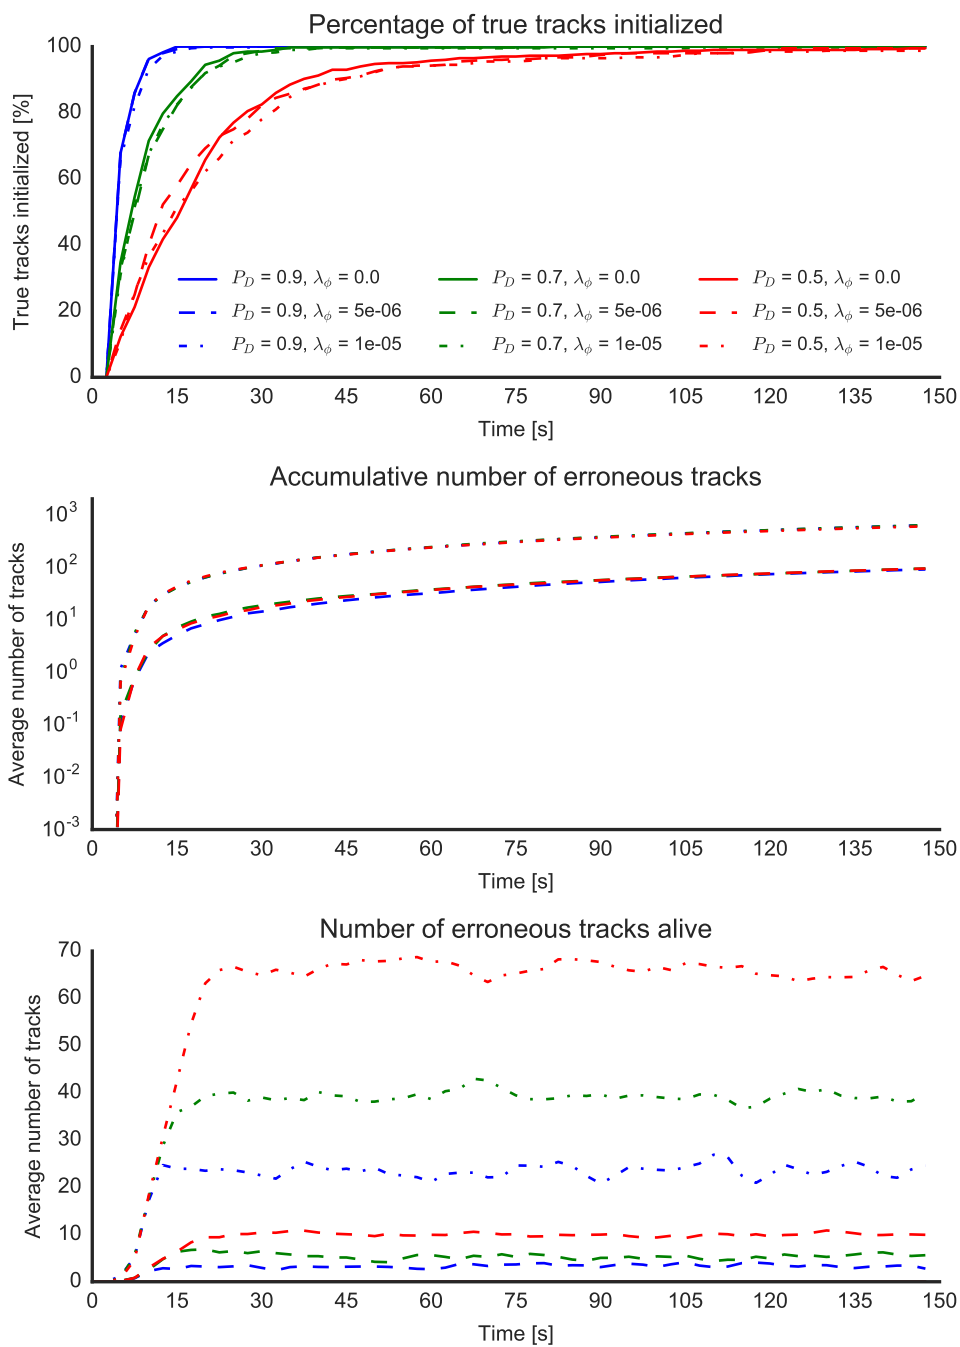 Percentage of true tracks initialized
True tracks initialized [%]
100
80
60
40
20
0
P_D = 0.9, λ_ϕ = 0.0
P_D = 0.7, λ_ϕ = 0.0
P_D = 0.5, λ_ϕ = 0.0
P_D = 0.9, λ_ϕ = 5e-06
P_D = 0.7, λ_ϕ = 5e-06
P_D = 0.5, λ_ϕ = 5e-06
P_D = 0.9, λ_ϕ = 1e-05
P_D = 0.7, λ_ϕ = 1e-05
P_D = 0.5, λ_ϕ = 1e-05
0 15 30 45 60 75 90 105 120 135 150
Time [s]
Accumulative number of erroneous tracks
Average number of tracks
10^3
10^2
10^1
10^0
10^-1
10^-2
10^-3
0 15 30 45 60 75 90 105 120 135 150
Time [s]
Number of erroneous tracks alive
Average number of tracks
70
60
50
40
30
20
10
0
0 15 30 45 60 75 90 105 120 135 150
Time [s]